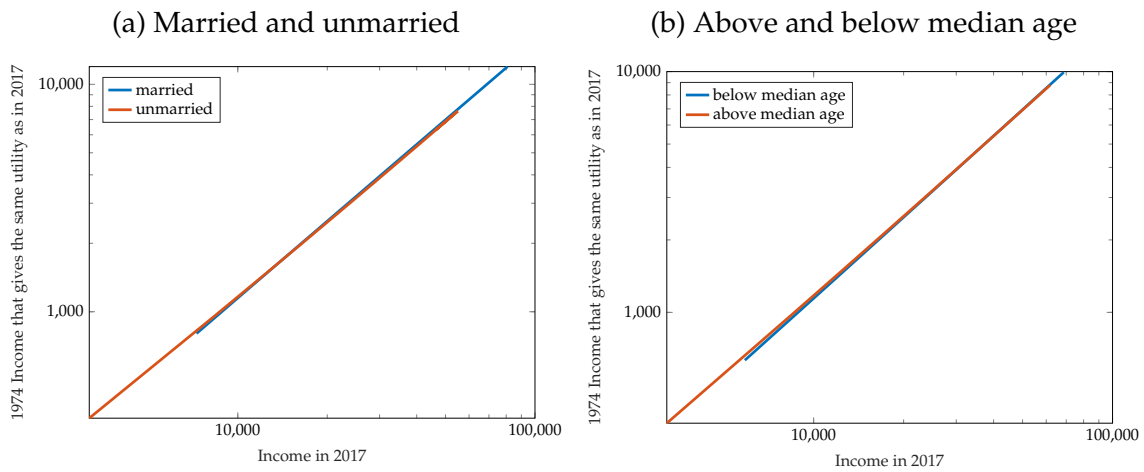 (a) Married and unmarried
10,000
married
unmarried
1,000
10,000
100,000
Income in 2017
1974 Income that gives the same utility as in 2017
(b) Above and below median age
10,000
below median age
above median age
1,000
10,000
100,000
Income in 2017
1974 Income that gives the same utility as in 2017